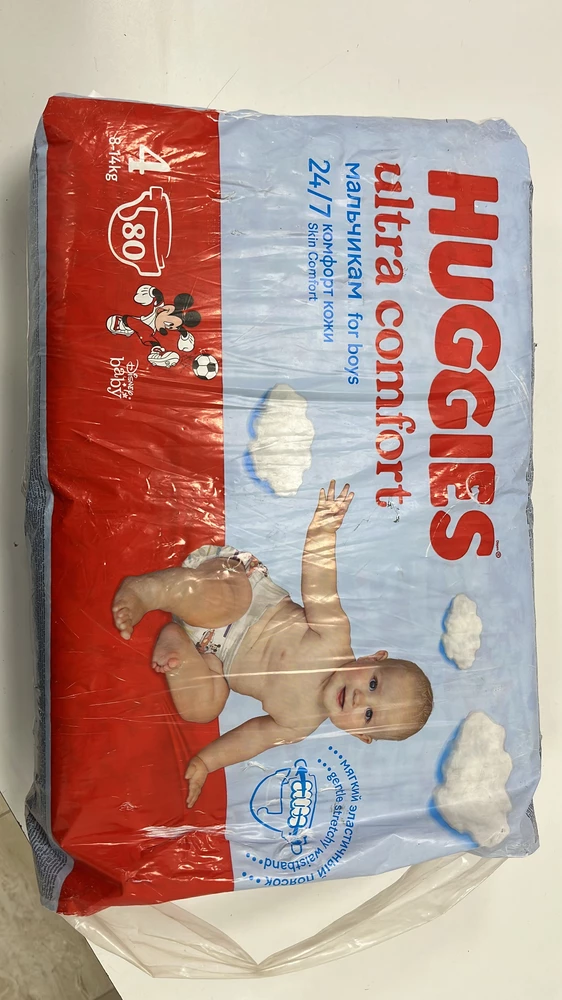 HUGGIES®
ultra comfort
мальчикам for boys
24/7 комфорт кожи
Skin Comfort
4
8-14kg
80
Disney
baby
мягкий эластичный поясок
gentle stretchy waistband